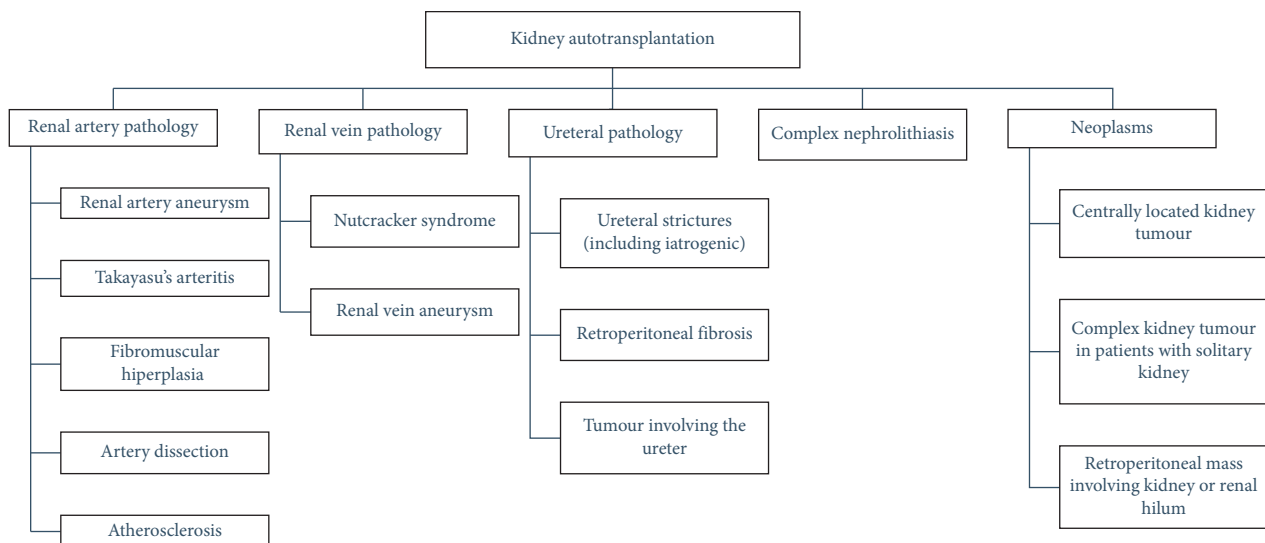 Kidney autotransplantation
Renal artery pathology
Renal artery aneurysm
Takayasu's arteritis
Fibromuscular
hiperplasia
Artery dissection
Atherosclerosis
Renal vein pathology
Nutcracker syndrome
Renal vein aneurysm
Ureteral pathology
Ureteral strictures
(including iatrogenic)
Retroperitoneal fibrosis
Tumour involving the
ureter
Complex nephrolithiasis
Neoplasms
Centrally located kidney
tumour
Complex kidney tumour
in patients with solitary
kidney
Retroperitoneal mass
involving kidney or renal
hilum